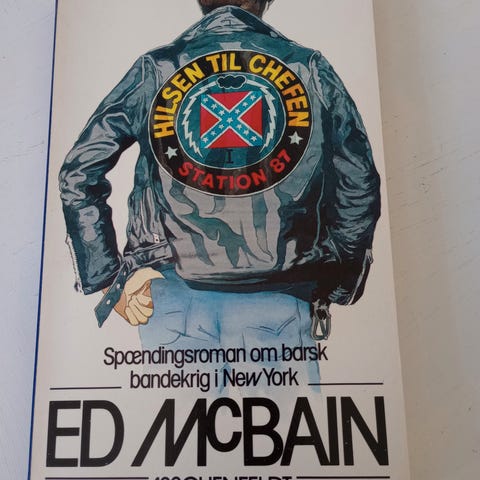 HILSEN TIL CHEFEN
I
STATION 87
Spændingsroman om barsk
bandekrig i New York
ED McBAIN